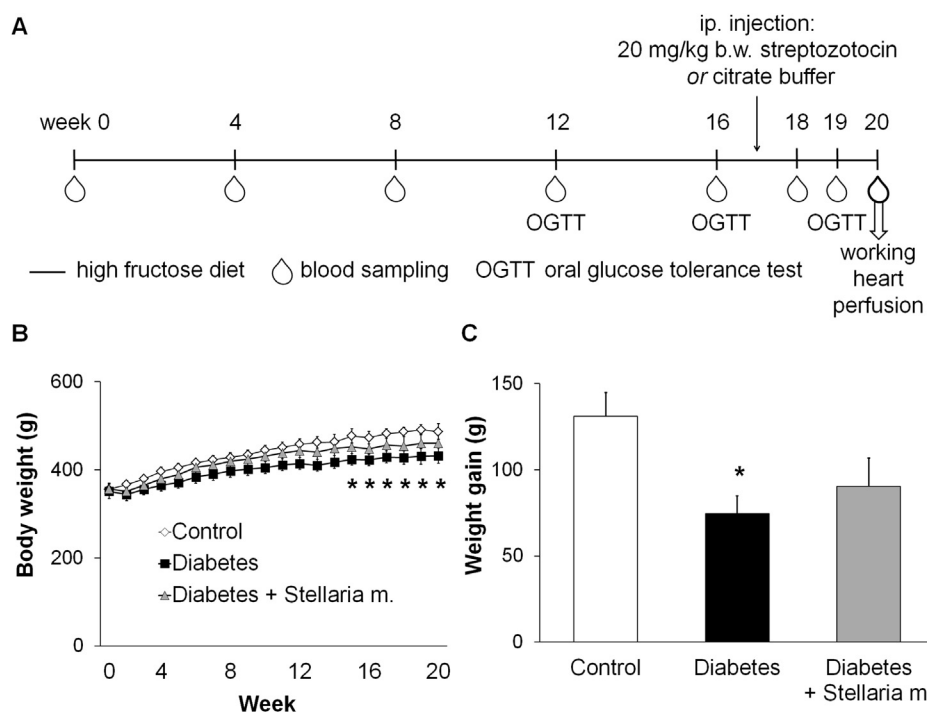 A
ip. injection:
20 mg/kg b.w. streptozotocin
or citrate buffer
week 0 4 8 12 16 18 19 20
OGTT OGTT OGTT
high fructose diet blood sampling OGTT oral glucose tolerance test
working
heart
perfusion
B
Body weight (g)
600
400
200
0
* * * * * *
Control
Diabetes
Diabetes + Stellaria m.
0 4 8 12 16 20
Week
C
Weight gain (g)
150
100
50
0
*
Control Diabetes Diabetes
+ Stellaria m.